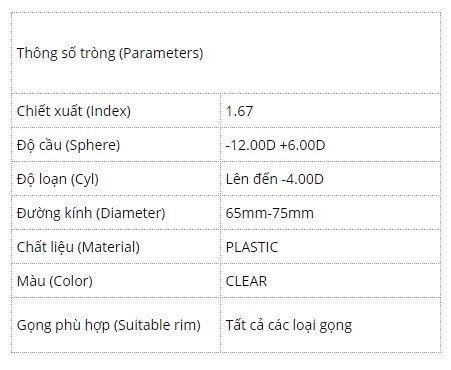 Thông số tròng (Parameters)
Chiết xuất (Index) 1.67
Độ cầu (Sphere) -12.00D +6.00D
Độ loạn (Cyl) Lên đến -4.00D
Đường kính (Diameter) 65mm-75mm
Chất liệu (Material) PLASTIC
Màu (Color) CLEAR
Gọng phù hợp (Suitable rim) Tất cả các loại gọng